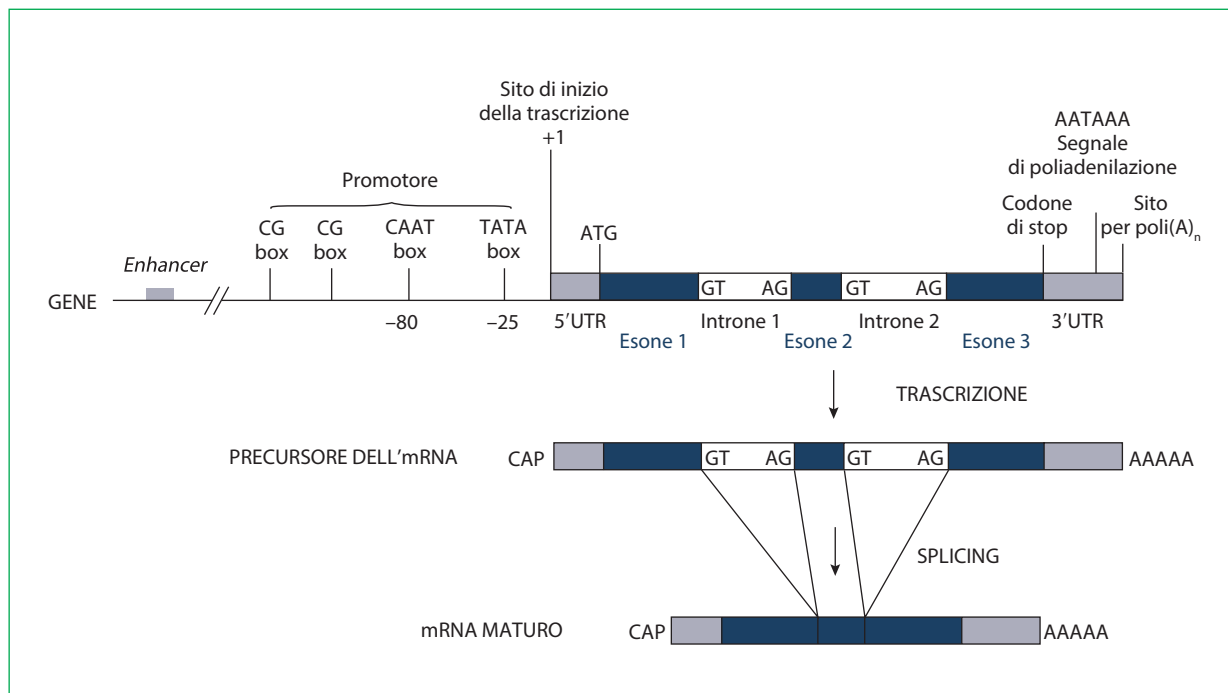 Sito di inizio
della trascrizione
+1
AATAAA
Segnale
di poliadenilazione
Promotore
Codone
di stop
Sito
per poli(A)n
CG
box
CG
box
CAAT
box
TATA
box
ATG
Enhancer
GENE
GT AG GT AG
–80 –25 5’UTR Introne 1 Introne 2 3’UTR
Esone 1 Esone 2 Esone 3
TRASCRIZIONE
PRECURSORE DELL’mRNA CAP GT AG GT AG AAAAA
SPLICING
mRNA MATURO CAP AAAAA